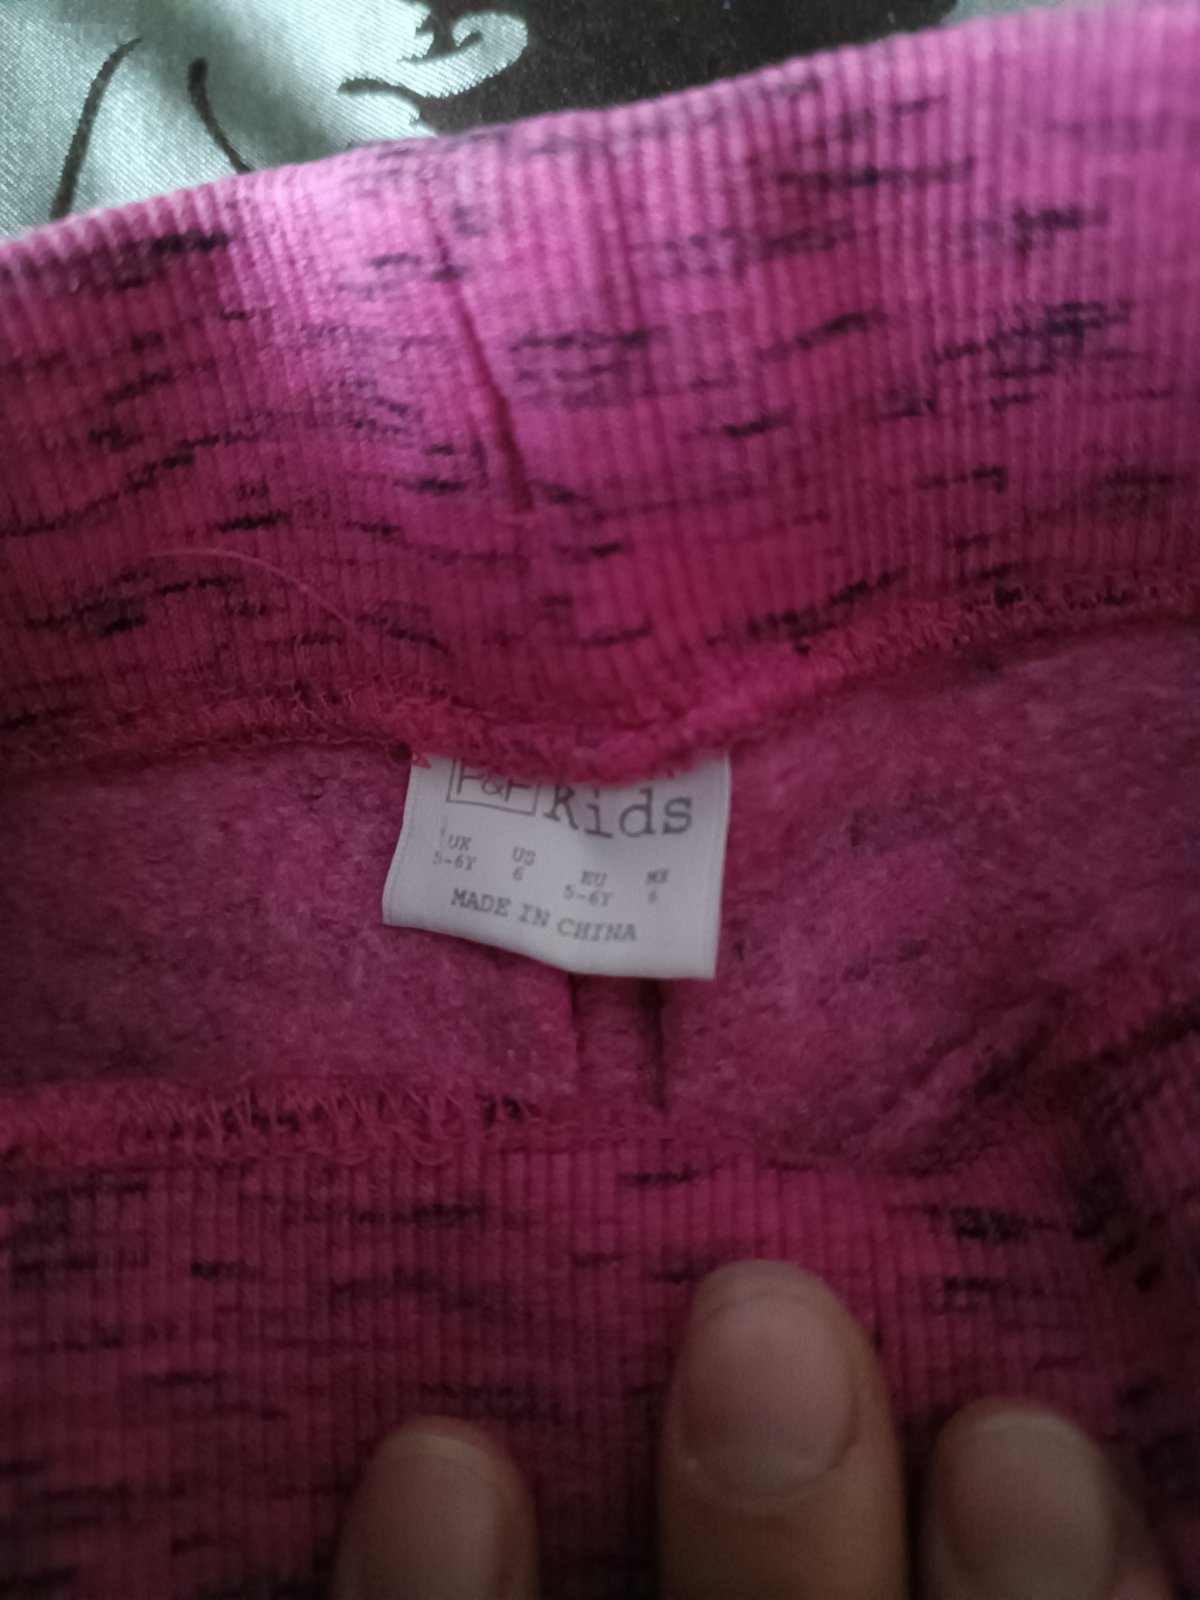 F&F Kids
UK US EU MX
5-6Y 6 5-6Y 6
MADE IN CHINA